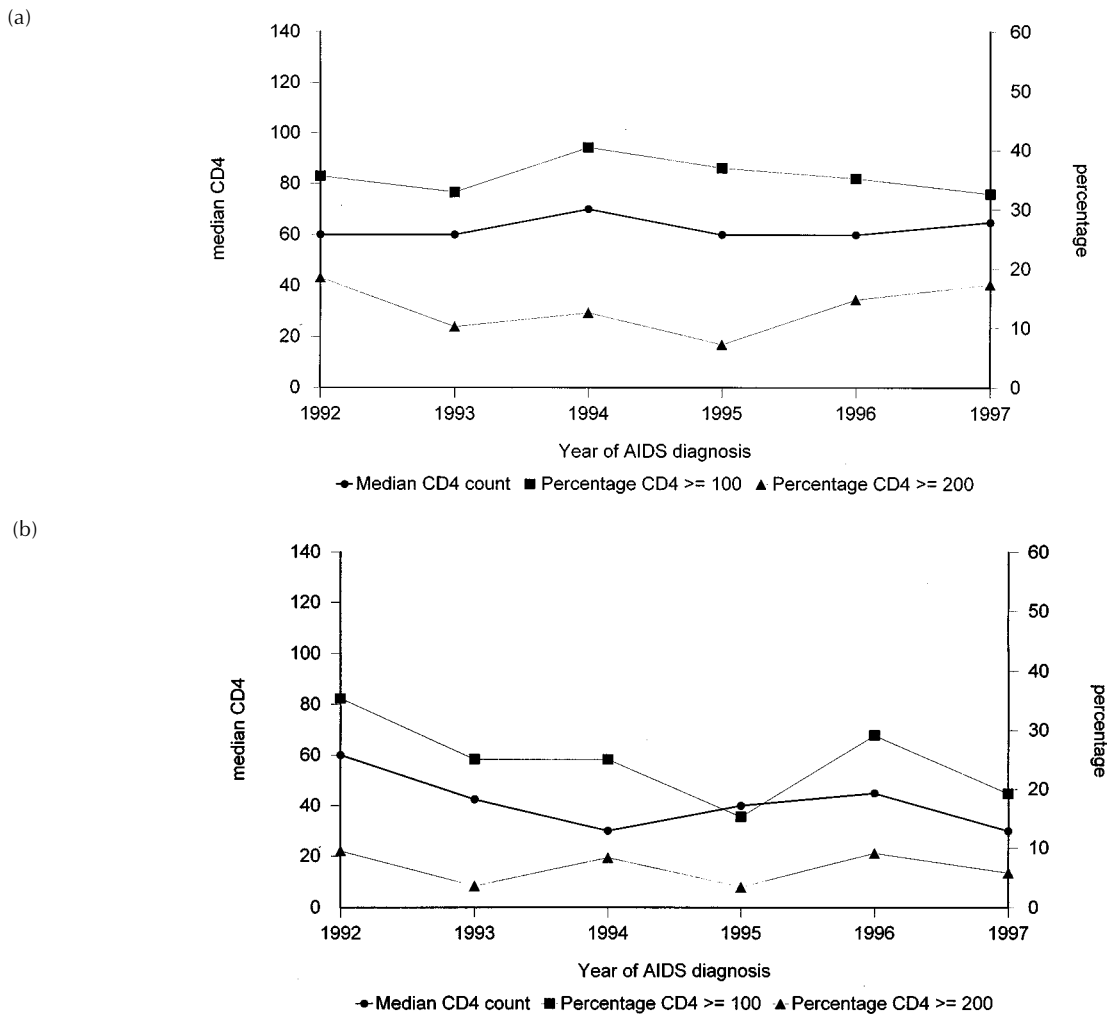 (a)
140
120
100
80
60
40
20
0
median CD4
60
50
40
30
20
10
0
percentage
1992 1993 1994 1995 1996 1997
Year of AIDS diagnosis
Median CD4 count Percentage CD4 >= 100 Percentage CD4 >= 200
(b)
140
120
100
80
60
40
20
0
median CD4
60
50
40
30
20
10
0
percentage
1992 1993 1994 1995 1996 1997
Year of AIDS diagnosis
Median CD4 count Percentage CD4 >= 100 Percentage CD4 >= 200